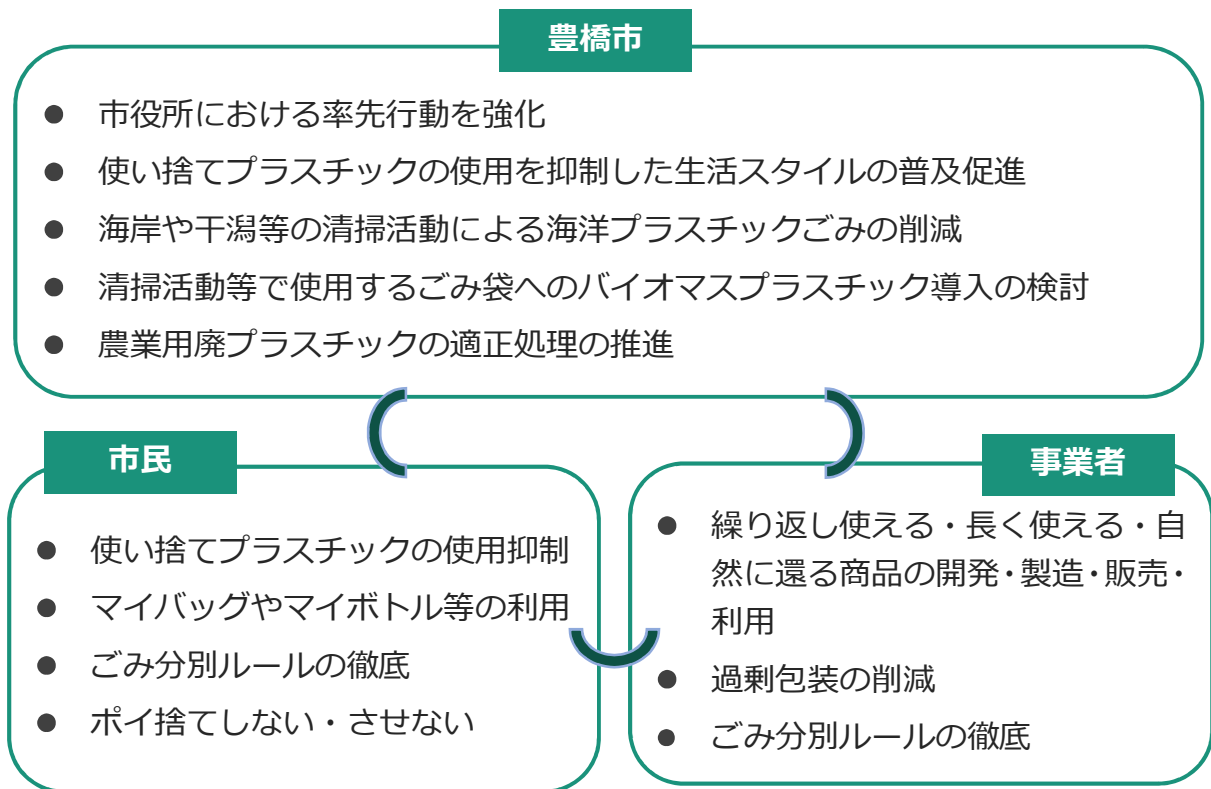 豊橋市
● 市役所における率先行動を強化
● 使い捨てプラスチックの使用を抑制した生活スタイルの普及促進
● 海岸や干潟等の清掃活動による海洋プラスチックごみの削減
● 清掃活動等で使用するごみ袋へのバイオマスプラスチック導入の検討
● 農業用廃プラスチックの適正処理の推進
市民
● 使い捨てプラスチックの使用抑制
● マイバッグやマイボトル等の利用
● ごみ分別ルールの徹底
● ポイ捨てしない・させない
事業者
● 繰り返し使える・長く使える・自
然に還る商品の開発・製造・販売・
利用
● 過剰包装の削減
● ごみ分別ルールの徹底